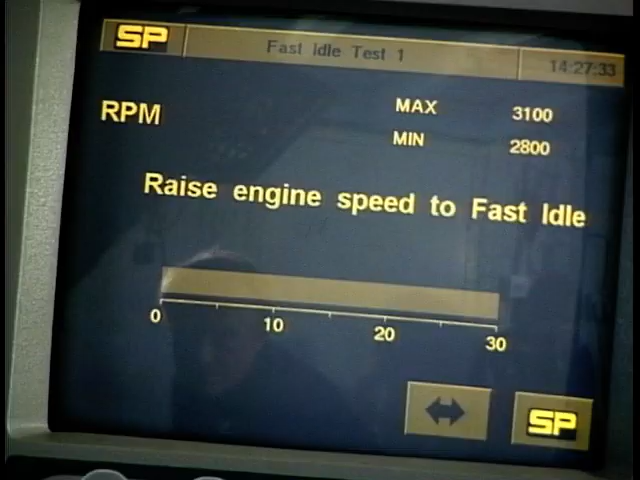 SP Fast Idle Test 1 14:27:33
RPM MAX 3100
MIN 2800
Raise engine speed to Fast Idle
0 10 20 30
SP